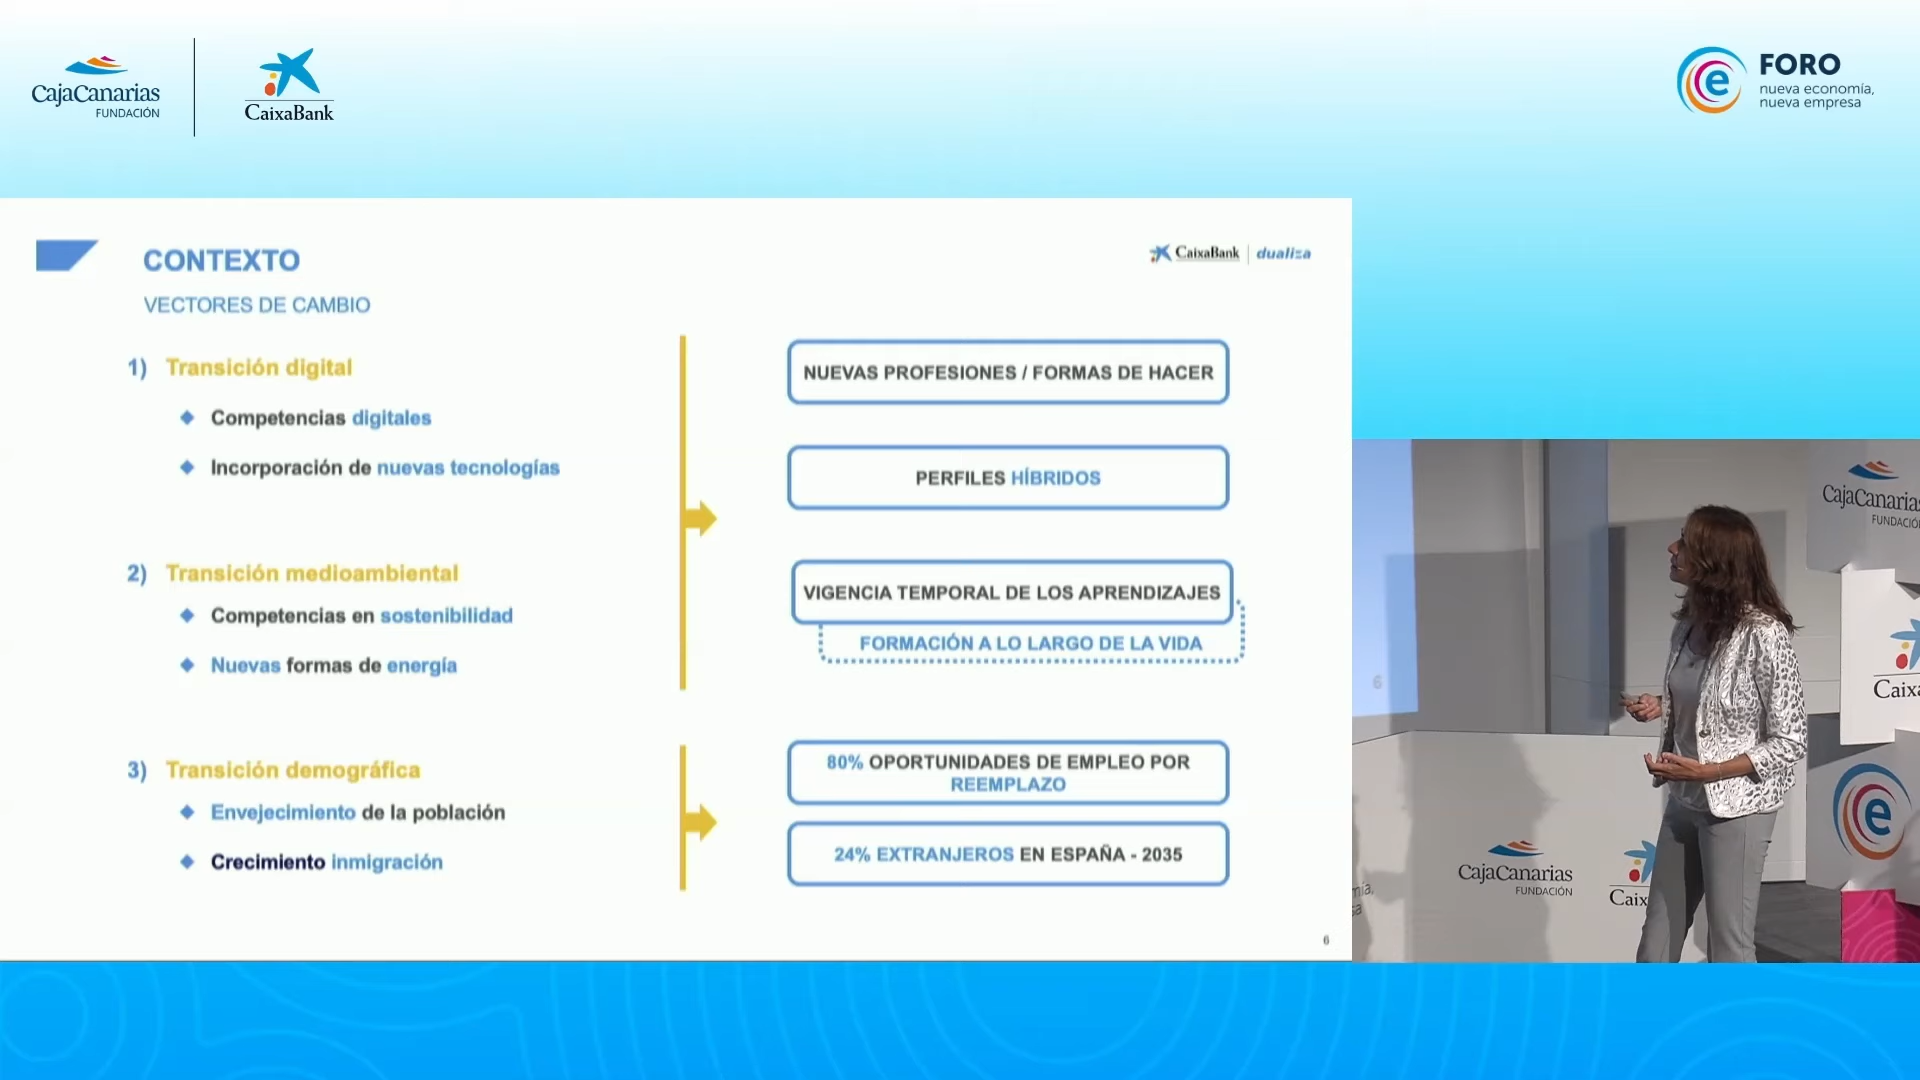 CajaCanarias
FUNDACIÓN
CaixaBank
FORO
nueva economía,
nueva empresa
CONTEXTO
CaixaBank dualiza
VECTORES DE CAMBIO
1) Transición digital
Competencias digitales
Incorporación de nuevas tecnologías
2) Transición medioambiental
Competencias en sostenibilidad
Nuevas formas de energía
3) Transición demográfica
Envejecimiento de la población
Crecimiento inmigración
NUEVAS PROFESIONES / FORMAS DE HACER
PERFILES HÍBRIDOS
VIGENCIA TEMPORAL DE LOS APRENDIZAJES
FORMACIÓN A LO LARGO DE LA VIDA
80% OPORTUNIDADES DE EMPLEO POR
REEMPLAZO
24% EXTRANJEROS EN ESPAÑA - 2035
6
6
CajaCanarias
FUNDACIÓN
Caix
CajaCanarias
FUNDACIÓN
Caix